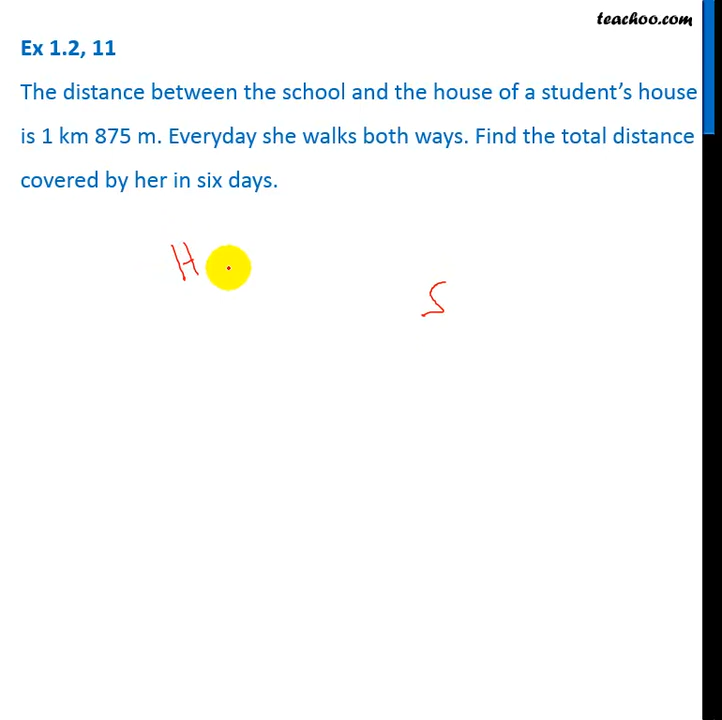 teachoo.com
Ex 1.2, 11
The distance between the school and the house of a student’s house
is 1 km 875 m. Everyday she walks both ways. Find the total distance
covered by her in six days.
H
S